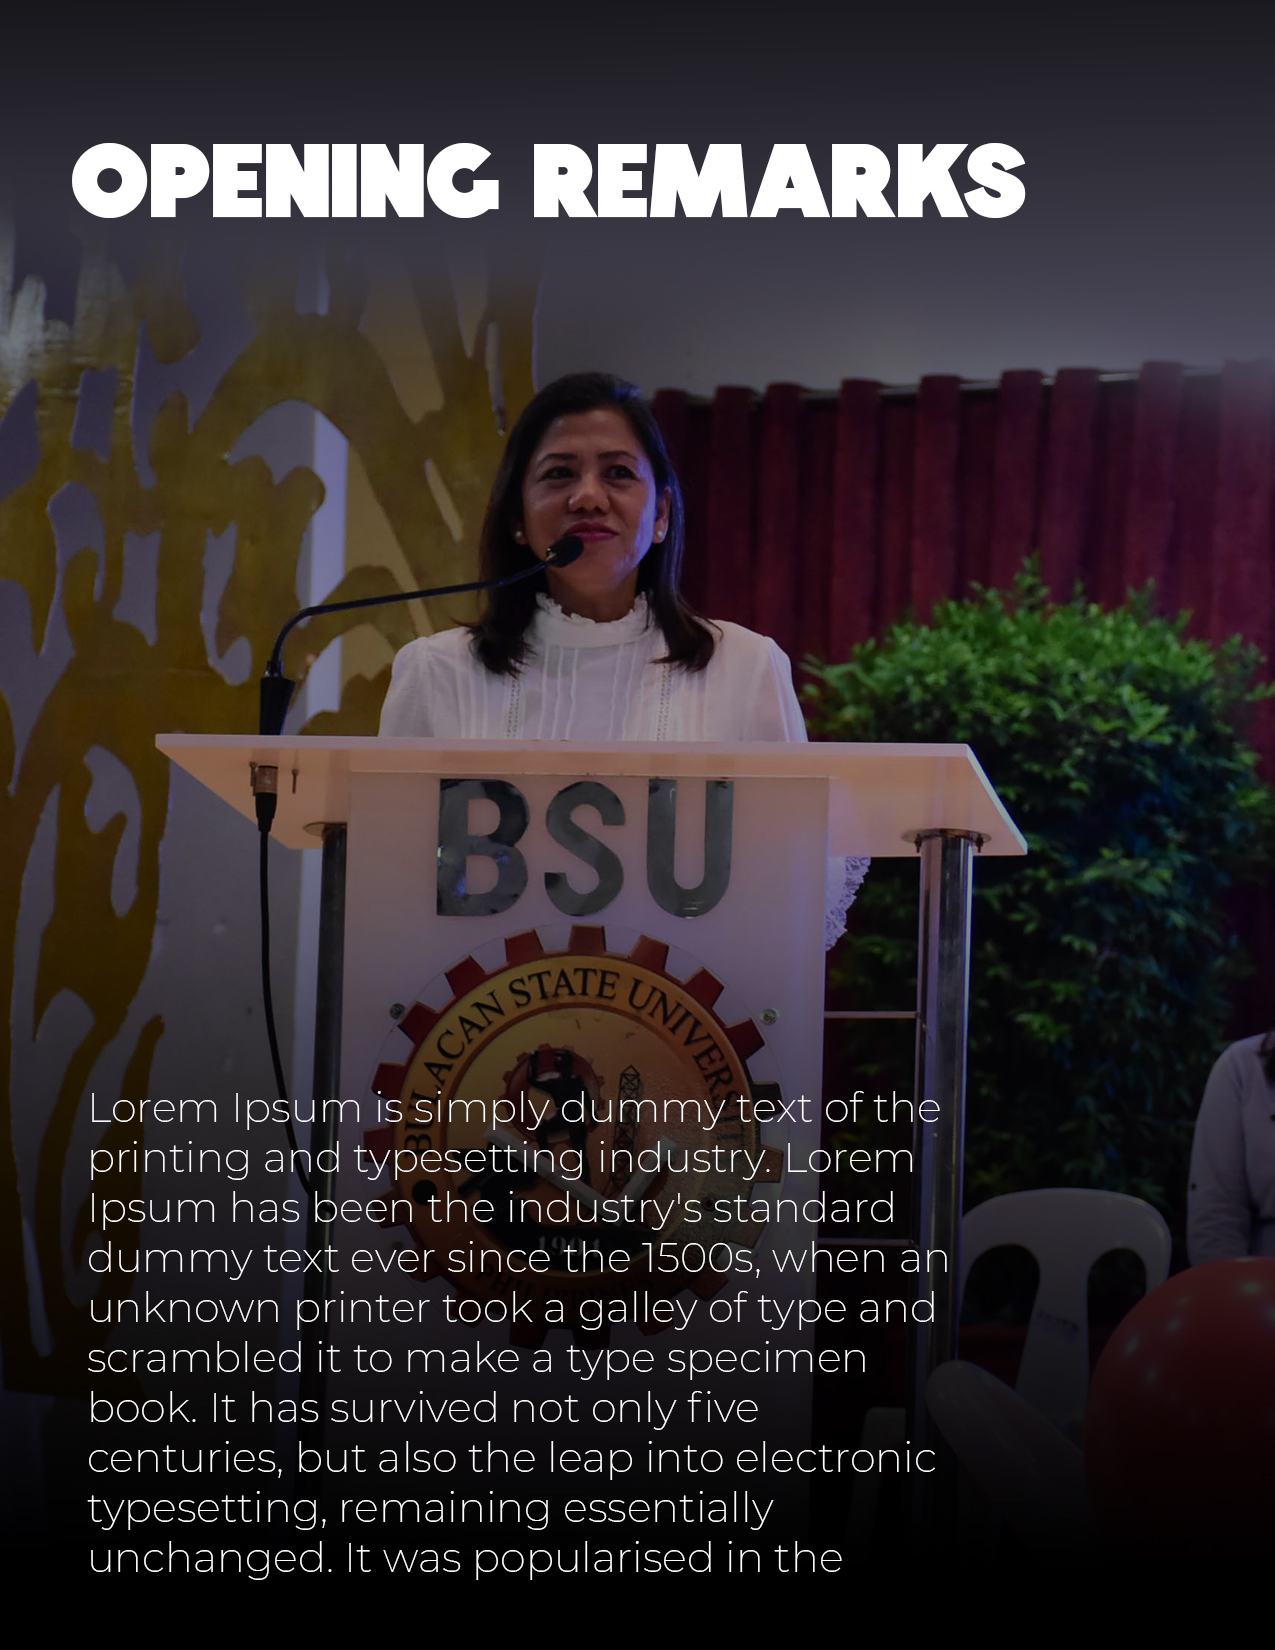 OPENING REMARKS
BSU
BULACAN STATE UNIVERSITY
Lorem Ipsum is simply dummy text of the
printing and typesetting industry. Lorem
Ipsum has been the industry's standard
dummy text ever since the 1500s, when an
unknown printer took a galley of type and
scrambled it to make a type specimen
book. It has survived not only five
centuries, but also the leap into electronic
typesetting, remaining essentially
unchanged. It was popularised in the